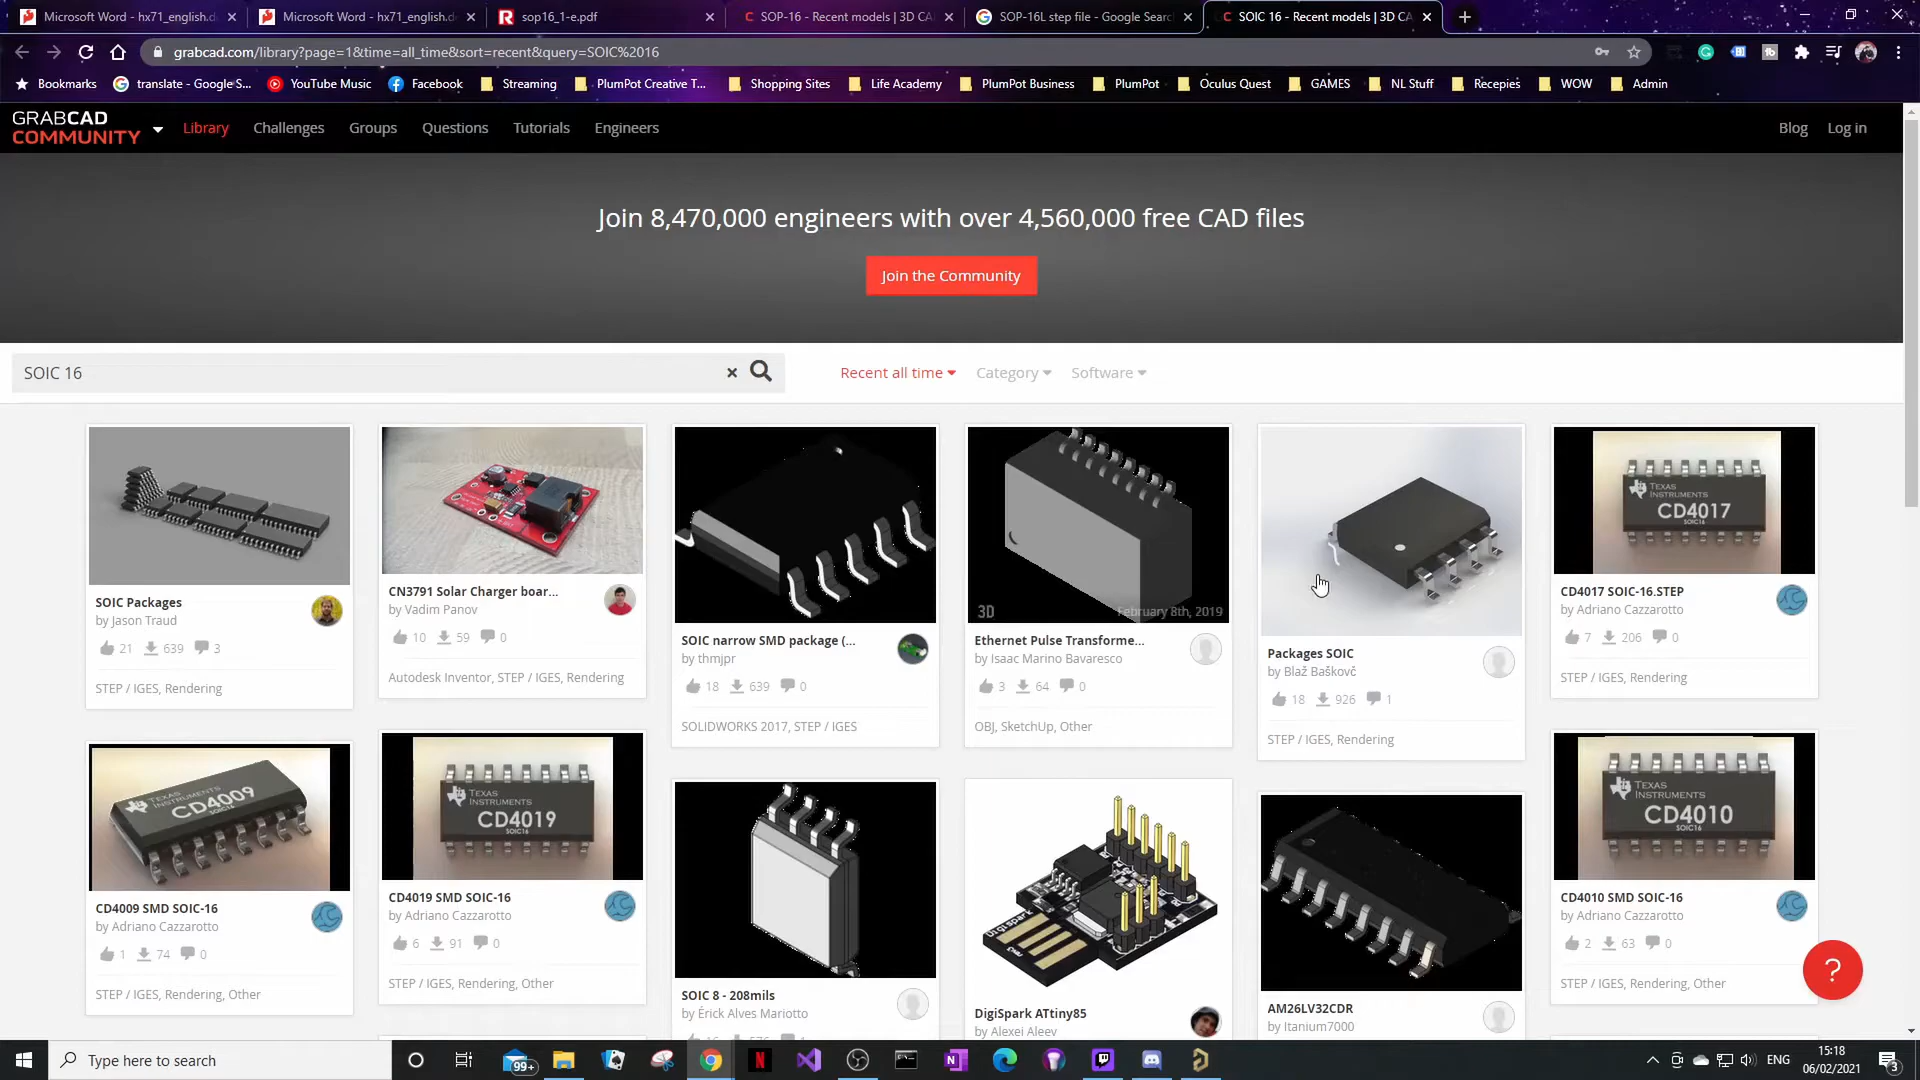 Microsoft Word - hx71_english.d
Microsoft Word - hx71_english.d
sop16_1-e.pdf
SOP-16 - Recent models | 3D CA
SOP-16L step file - Google Searc
SOIC 16 - Recent models | 3D CA
grabcad.com/library?page=1&time=all_time&sort=recent&query=SOIC%2016
Bookmarks
translate - Google S...
YouTube Music
Facebook
Streaming
PlumPot Creative T...
Shopping Sites
Life Academy
PlumPot Business
PlumPot
Oculus Quest
GAMES
NL Stuff
Recepies
WOW
Admin
GRABCAD
COMMUNITY
Library
Challenges
Groups
Questions
Tutorials
Engineers
Blog
Log in
Join 8,470,000 engineers with over 4,560,000 free CAD files
Join the Community
SOIC 16
Recent all time
Category
Software
SOIC Packages
by Jason Traud
21 639 3
STEP / IGES, Rendering
CN3791 Solar Charger boar...
by Vadim Panov
10 59 0
Autodesk Inventor, STEP / IGES, Rendering
SOIC narrow SMD package (...
by thmjpr
18 639 0
SOLIDWORKS 2017, STEP / IGES
3D
February 8th, 2019
Ethernet Pulse Transforme...
by Isaac Marino Bavaresco
3 64 0
OBJ, SketchUp, Other
Packages SOIC
by Blaž Baškovč
18 926 1
STEP / IGES, Rendering
TEXAS
INSTRUMENTS
CD4017
SOIC16
CD4017 SOIC-16.STEP
by Adriano Cazzarotto
7 206 0
STEP / IGES, Rendering
TEXAS
INSTRUMENTS
CD4009
SOIC16
CD4009 SMD SOIC-16
by Adriano Cazzarotto
1 74 0
STEP / IGES, Rendering, Other
TEXAS
INSTRUMENTS
CD4019
SOIC16
CD4019 SMD SOIC-16
by Adriano Cazzarotto
6 91 0
STEP / IGES, Rendering, Other
SOIC 8 - 208mils
by Érick Alves Mariotto
DigiSpark
DigiSpark ATtiny85
by Alexei Aleev
AM26LV32CDR
by Itanium7000
TEXAS
INSTRUMENTS
CD4010
SOIC16
CD4010 SMD SOIC-16
by Adriano Cazzarotto
2 63 0
STEP / IGES, Rendering, Other
?
Type here to search
99+
ENG
15:18
06/02/2021
3